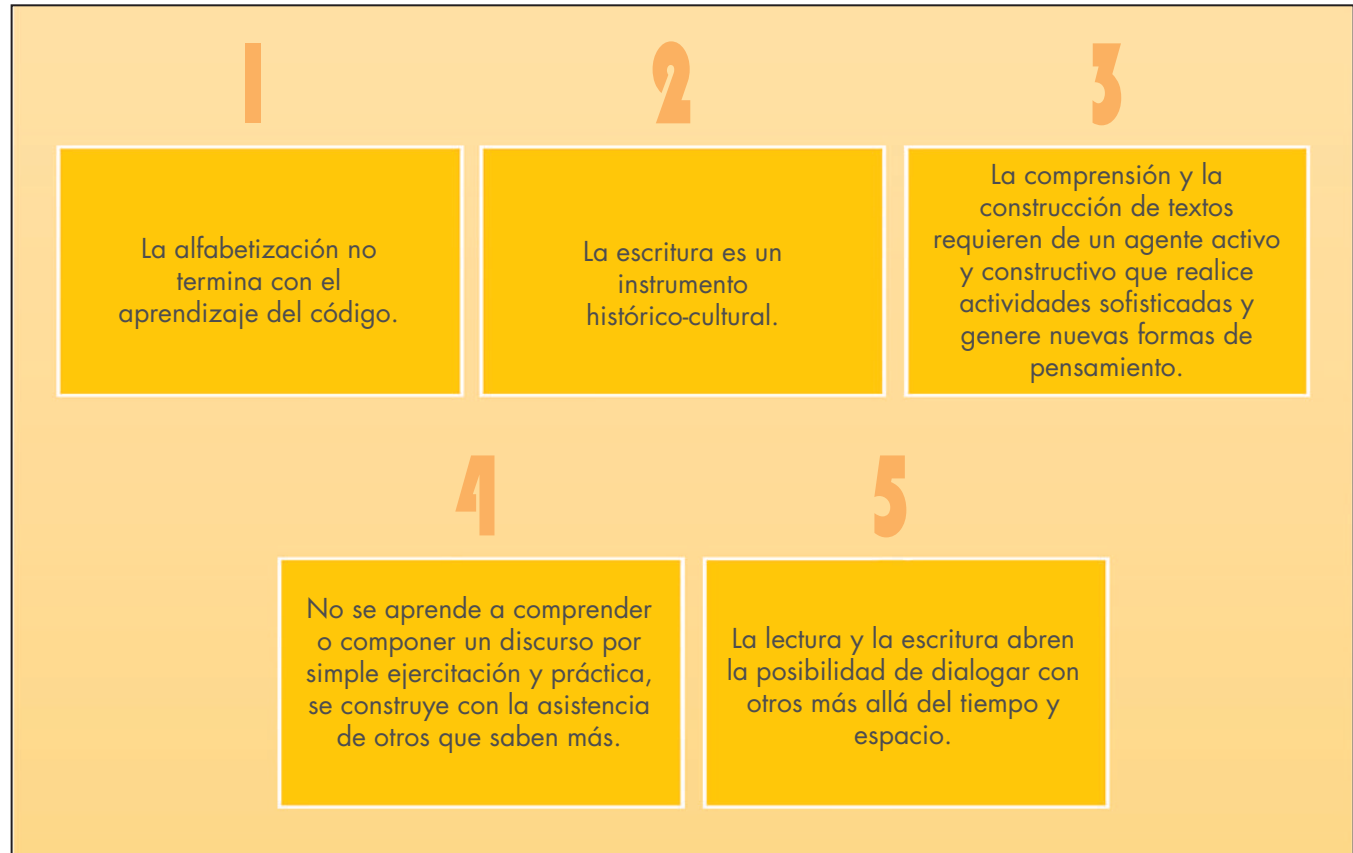 1
La alfabetización no
termina con el
aprendizaje del código.
2
La escritura es un
instrumento
histórico-cultural.
3
La comprensión y la
construcción de textos
requieren de un agente activo
y constructivo que realice
actividades sofisticadas y
genere nuevas formas de
pensamiento.
4
No se aprende a comprender
o componer un discurso por
simple ejercitación y práctica,
se construye con la asistencia
de otros que saben más.
5
La lectura y la escritura abren
la posibilidad de dialogar con
otros más allá del tiempo y
espacio.